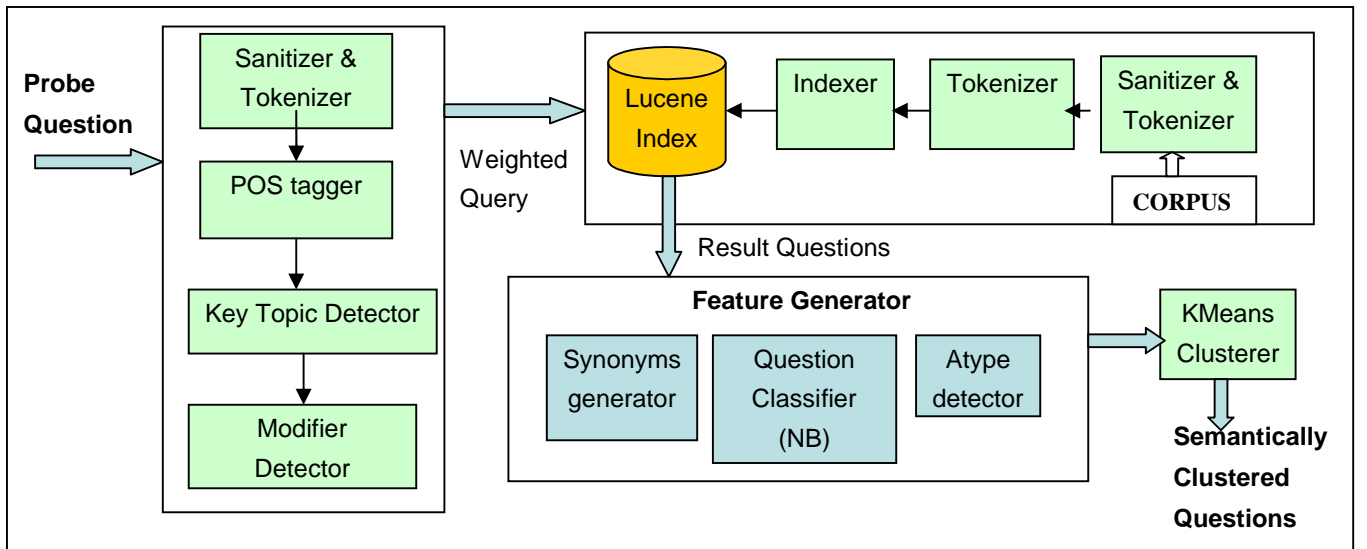 Probe
Question
Sanitizer &
Tokenizer
POS tagger
Key Topic Detector
Modifier
Detector
Weighted
Query
Lucene
Index
Indexer
Tokenizer
Sanitizer &
Tokenizer
CORPUS
Result Questions
Feature Generator
Synonyms
generator
Question
Classifier
(NB)
Atype
detector
KMeans
Clusterer
Semantically
Clustered
Questions